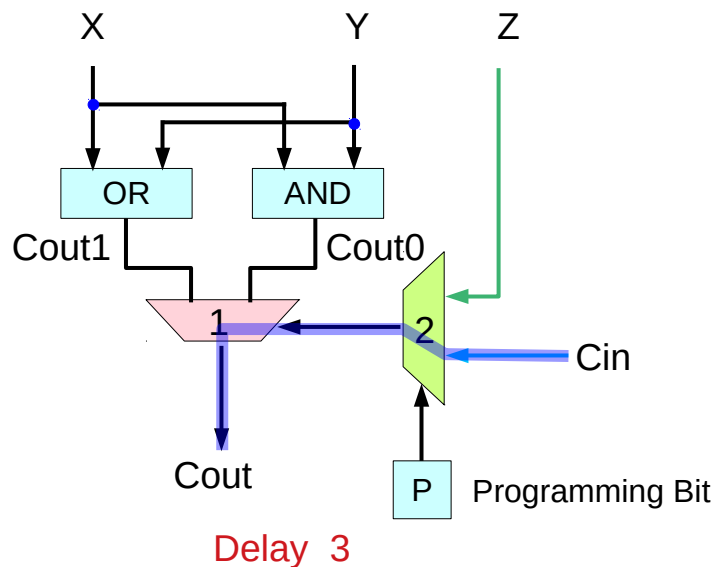 X Y Z
OR AND
Cout1 Cout0
1 2
Cin
Cout
P Programming Bit
Delay 3